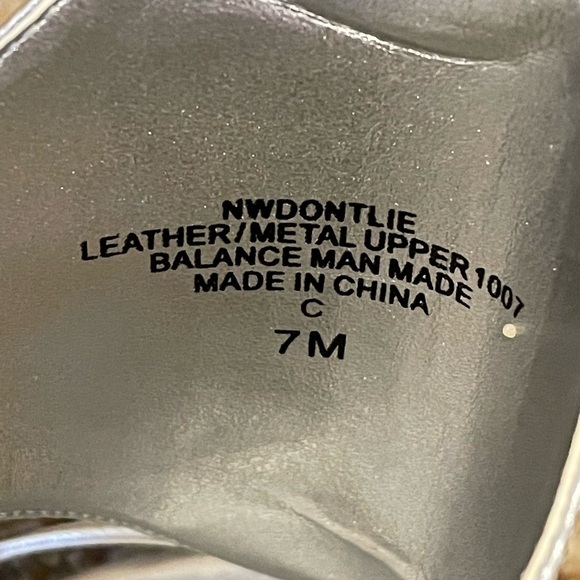 NWDONTLIE
LEATHER/METAL UPPER 1007
BALANCE MAN MADE
MADE IN CHINA
C
7M